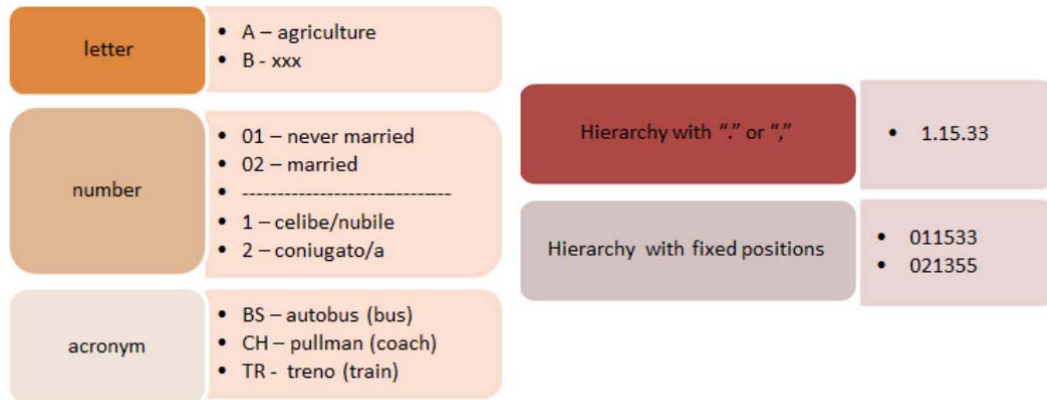 letter
• A – agriculture
• B - xxx
number
• 01 – never married
• 02 – married
• ------------------------------
• 1 – celibe/nubile
• 2 – coniugato/a
acronym
• BS – autobus (bus)
• CH – pullman (coach)
• TR - treno (train)
Hierarchy with “.” or “,”
• 1.15.33
Hierarchy with fixed positions
• 011533
• 021355